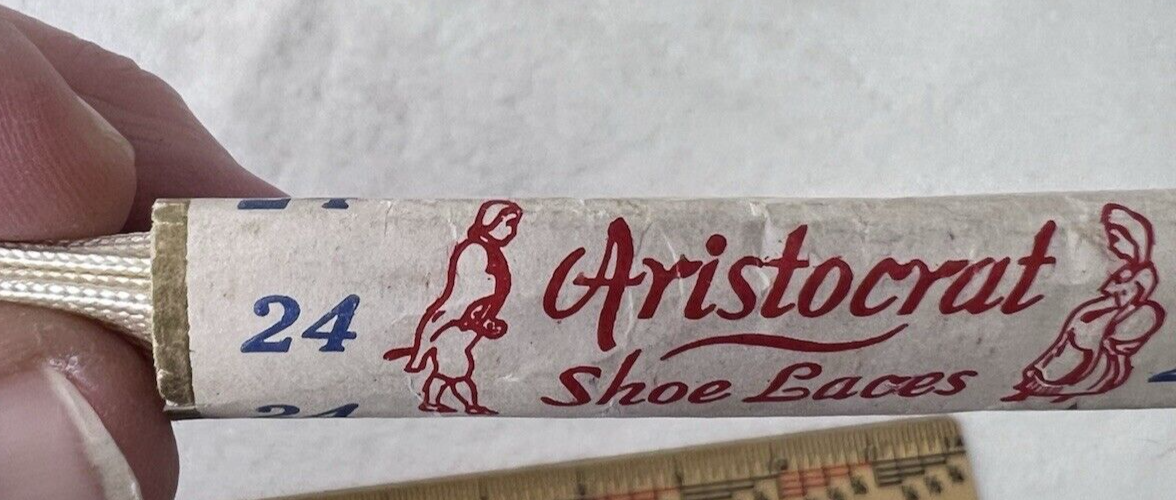 24
Aristocrat
Shoe Laces